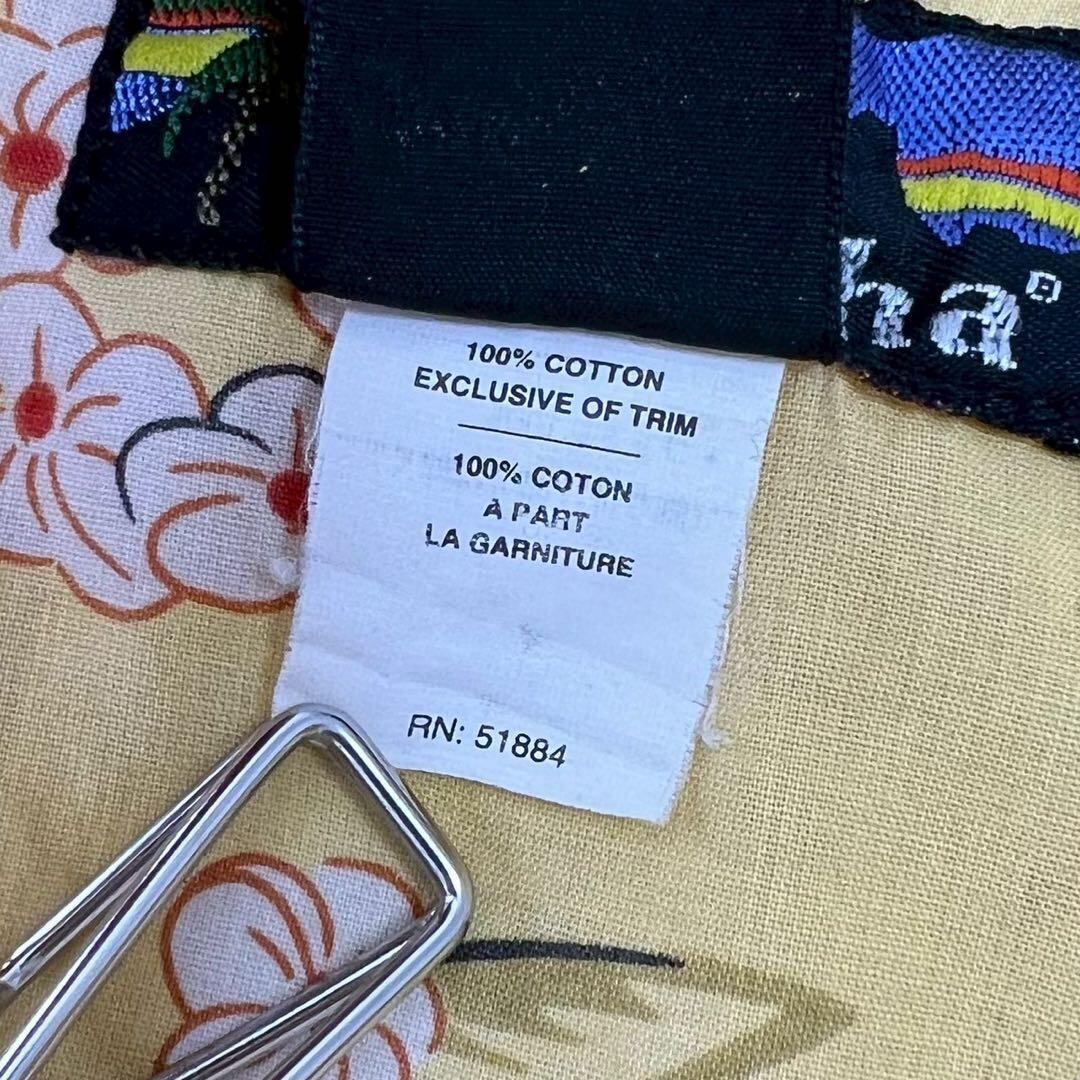 ha®
100% COTTON
EXCLUSIVE OF TRIM
100% COTON
À PART
LA GARNITURE
RN: 51884